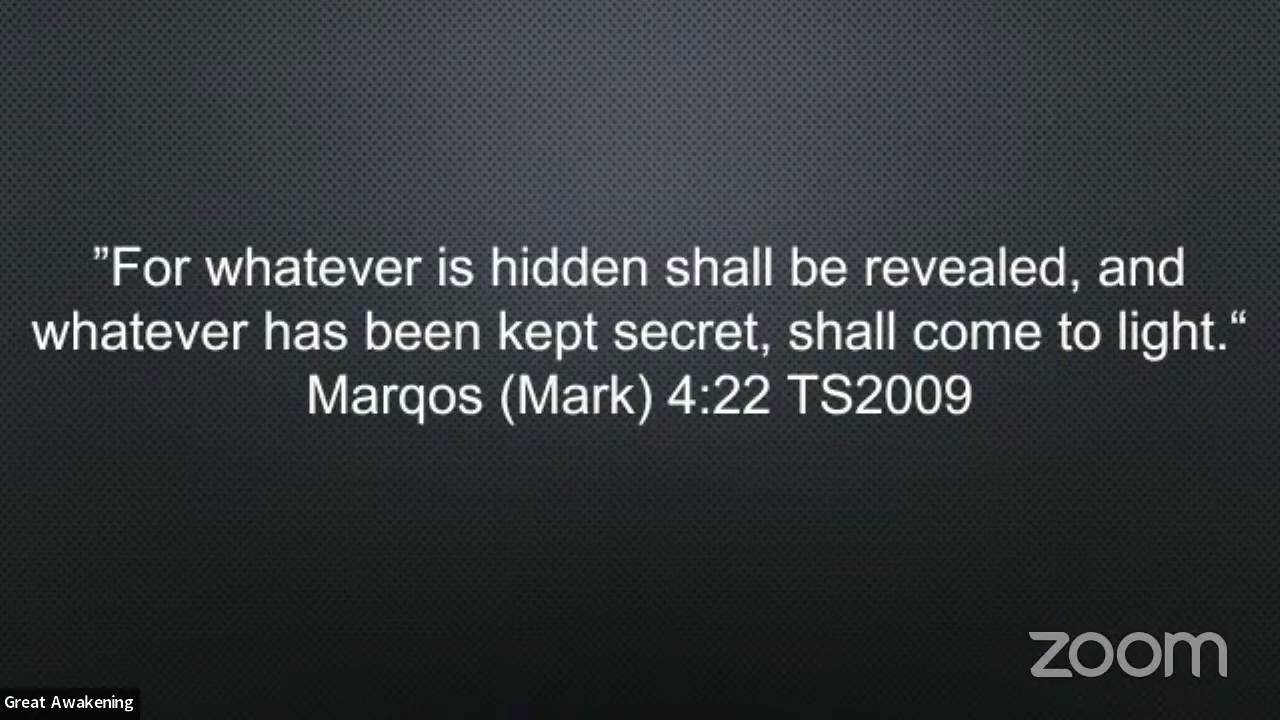 ”For whatever is hidden shall be revealed, and
whatever has been kept secret, shall come to light.“
Marqos (Mark) 4:22 TS2009
zoom
Great Awakening